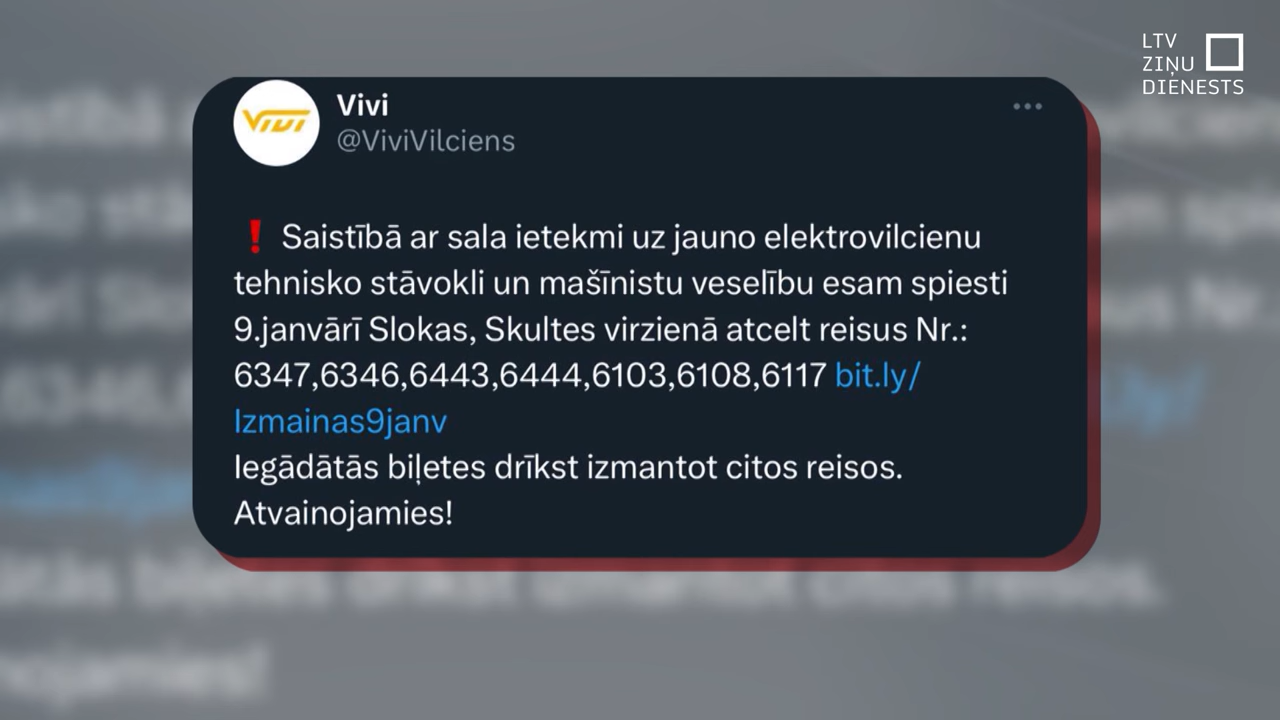 LTV
ZIŅU
DIENESTS
VIVI
Vivi
@ViviVilciens
❗ Saistībā ar sala ietekmi uz jauno elektrovilcienu
tehnisko stāvokli un mašīnistu veselību esam spiesti
9.janvārī Slokas, Skultes virzienā atcelt reisus Nr.:
6347,6346,6443,6444,6103,6108,6117 bit.ly/
Izmainas9janv
Iegādātās biļetes drīkst izmantot citos reisos.
Atvainojamies!